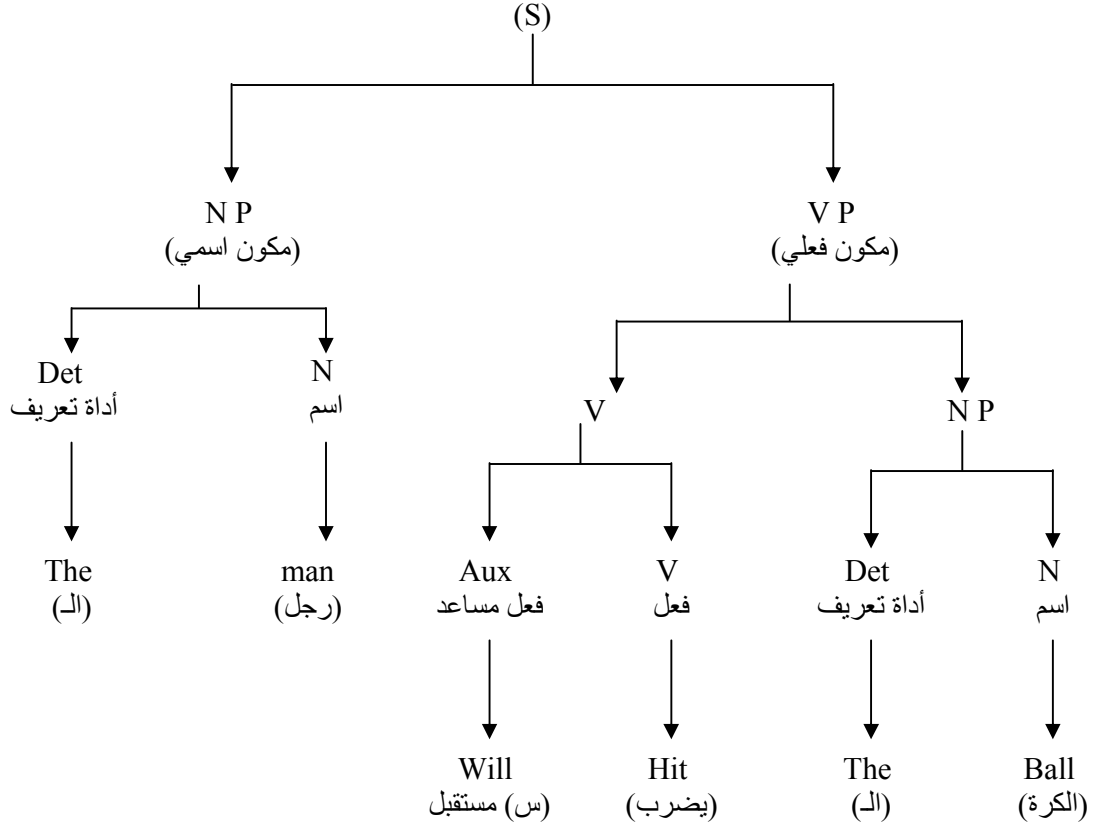 (S)
N P
(مكون اسمي)
V P
(مكون فعلي)
Det
أداة تعريف
N
اسم
V
N P
The
(الـ)
man
(رجل)
Aux
فعل مساعد
V
فعل
Det
أداة تعريف
N
اسم
Will
(س) مستقبل
Hit
(يضرب)
The
(الـ)
Ball
(الكرة)